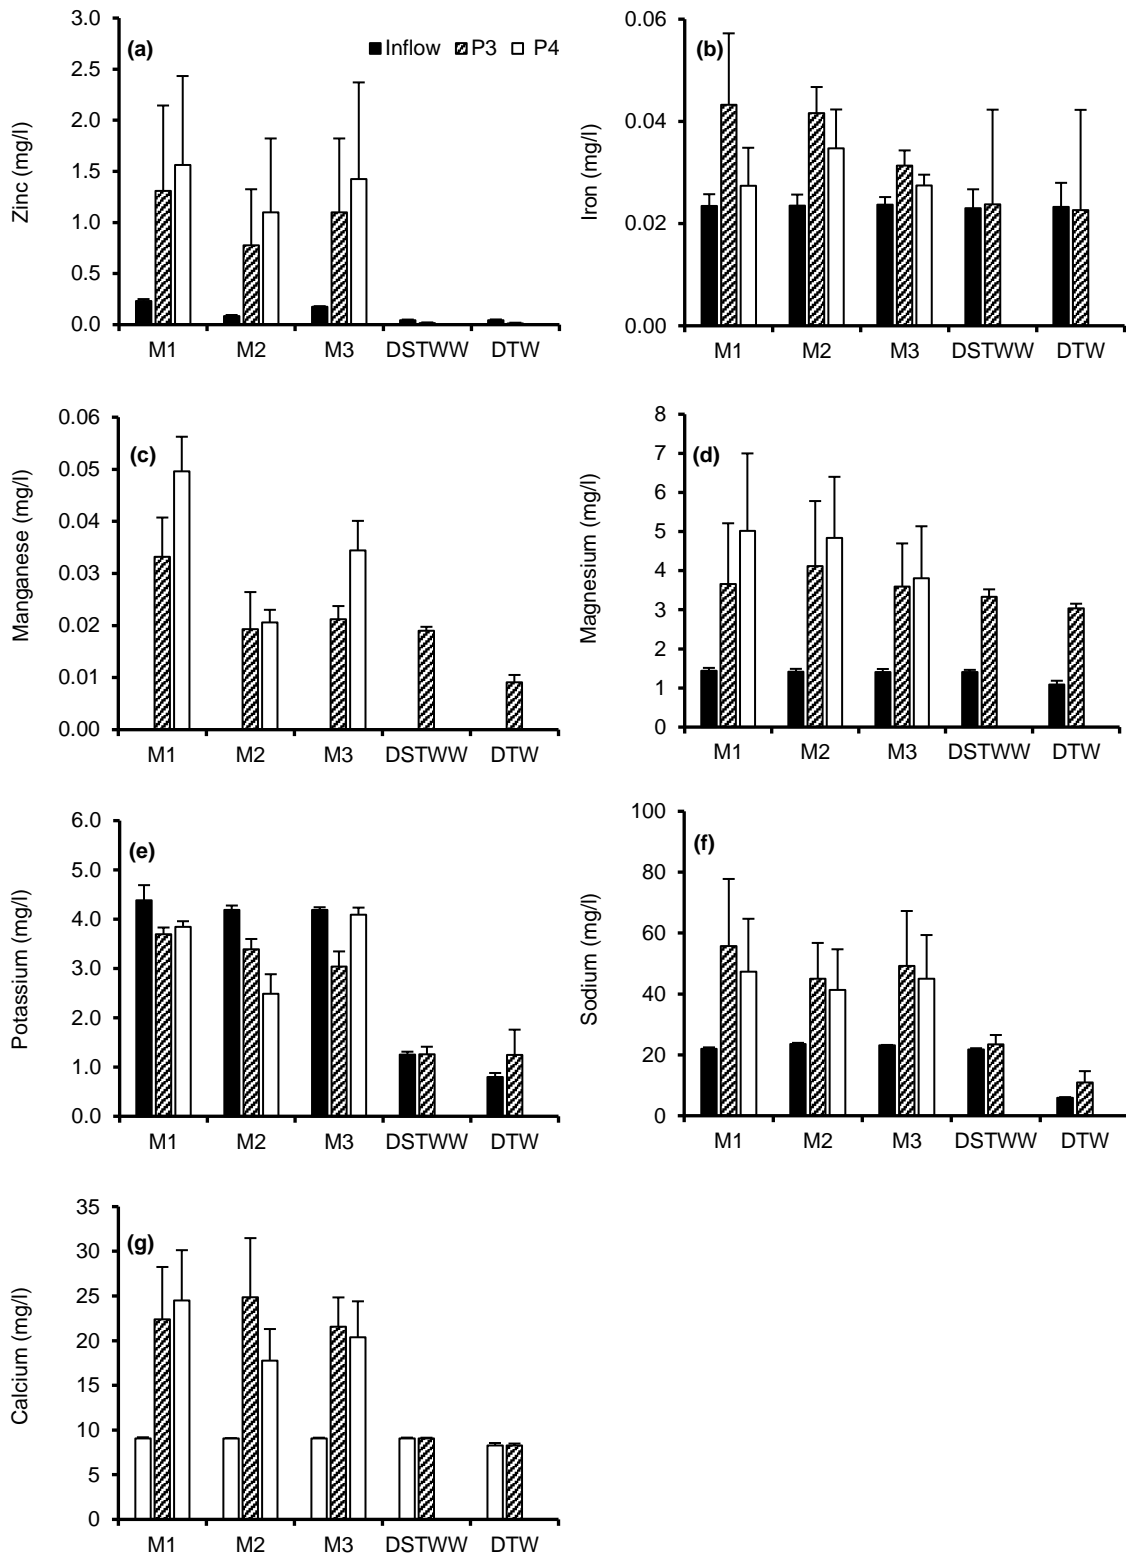 3.0
2.5
2.0
1.5
1.0
0.5
0.0
Zinc (mg/l)
(a)
Inflow P3 P4
M1 M2 M3 DSTWW DTW
0.06
0.04
0.02
0.00
Iron (mg/l)
(b)
M1 M2 M3 DSTWW DTW
0.06
0.05
0.04
0.03
0.02
0.01
0.00
Manganese (mg/l)
(c)
M1 M2 M3 DSTWW DTW
8
7
6
5
4
3
2
1
0
Magnesium (mg/l)
(d)
M1 M2 M3 DSTWW DTW
6.0
5.0
4.0
3.0
2.0
1.0
0.0
Potassium (mg/l)
(e)
M1 M2 M3 DSTWW DTW
100
80
60
40
20
0
Sodium (mg/l)
(f)
M1 M2 M3 DSTWW DTW
35
30
25
20
15
10
5
0
Calcium (mg/l)
(g)
M1 M2 M3 DSTWW DTW